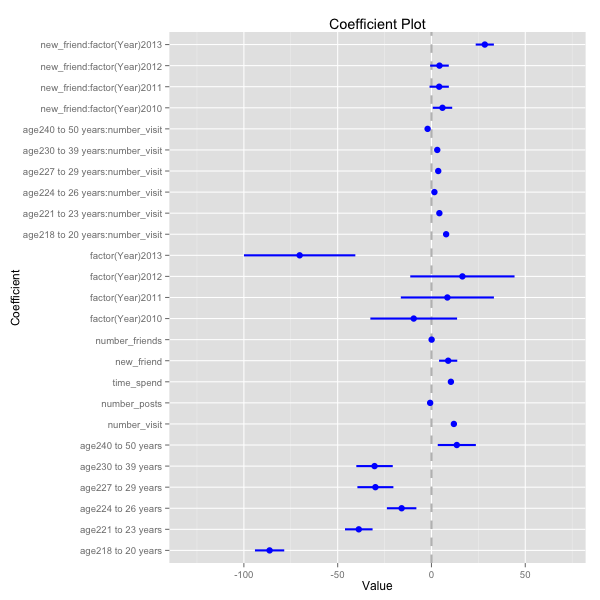 Coefficient Plot
new_friend:factor(Year)2013
new_friend:factor(Year)2012
new_friend:factor(Year)2011
new_friend:factor(Year)2010
age240 to 50 years:number_visit
age230 to 39 years:number_visit
age227 to 29 years:number_visit
age224 to 26 years:number_visit
age221 to 23 years:number_visit
age218 to 20 years:number_visit
factor(Year)2013
factor(Year)2012
factor(Year)2011
factor(Year)2010
number_friends
new_friend
time_spend
number_posts
number_visit
age240 to 50 years
age230 to 39 years
age227 to 29 years
age224 to 26 years
age221 to 23 years
age218 to 20 years
Coefficient
-100 -50 0 50
Value